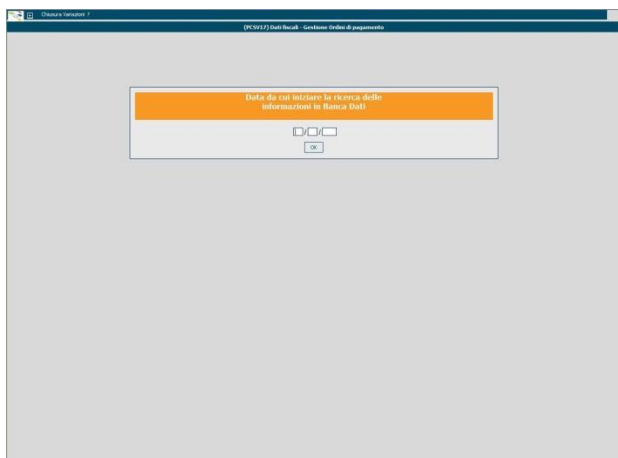 Chiusura Variazioni ?
(PCSV17) Dati fiscali - Gestione Ordini di pagamento
Data da cui iniziare la ricerca delle
informazioni in Banca Dati
/ /
OK